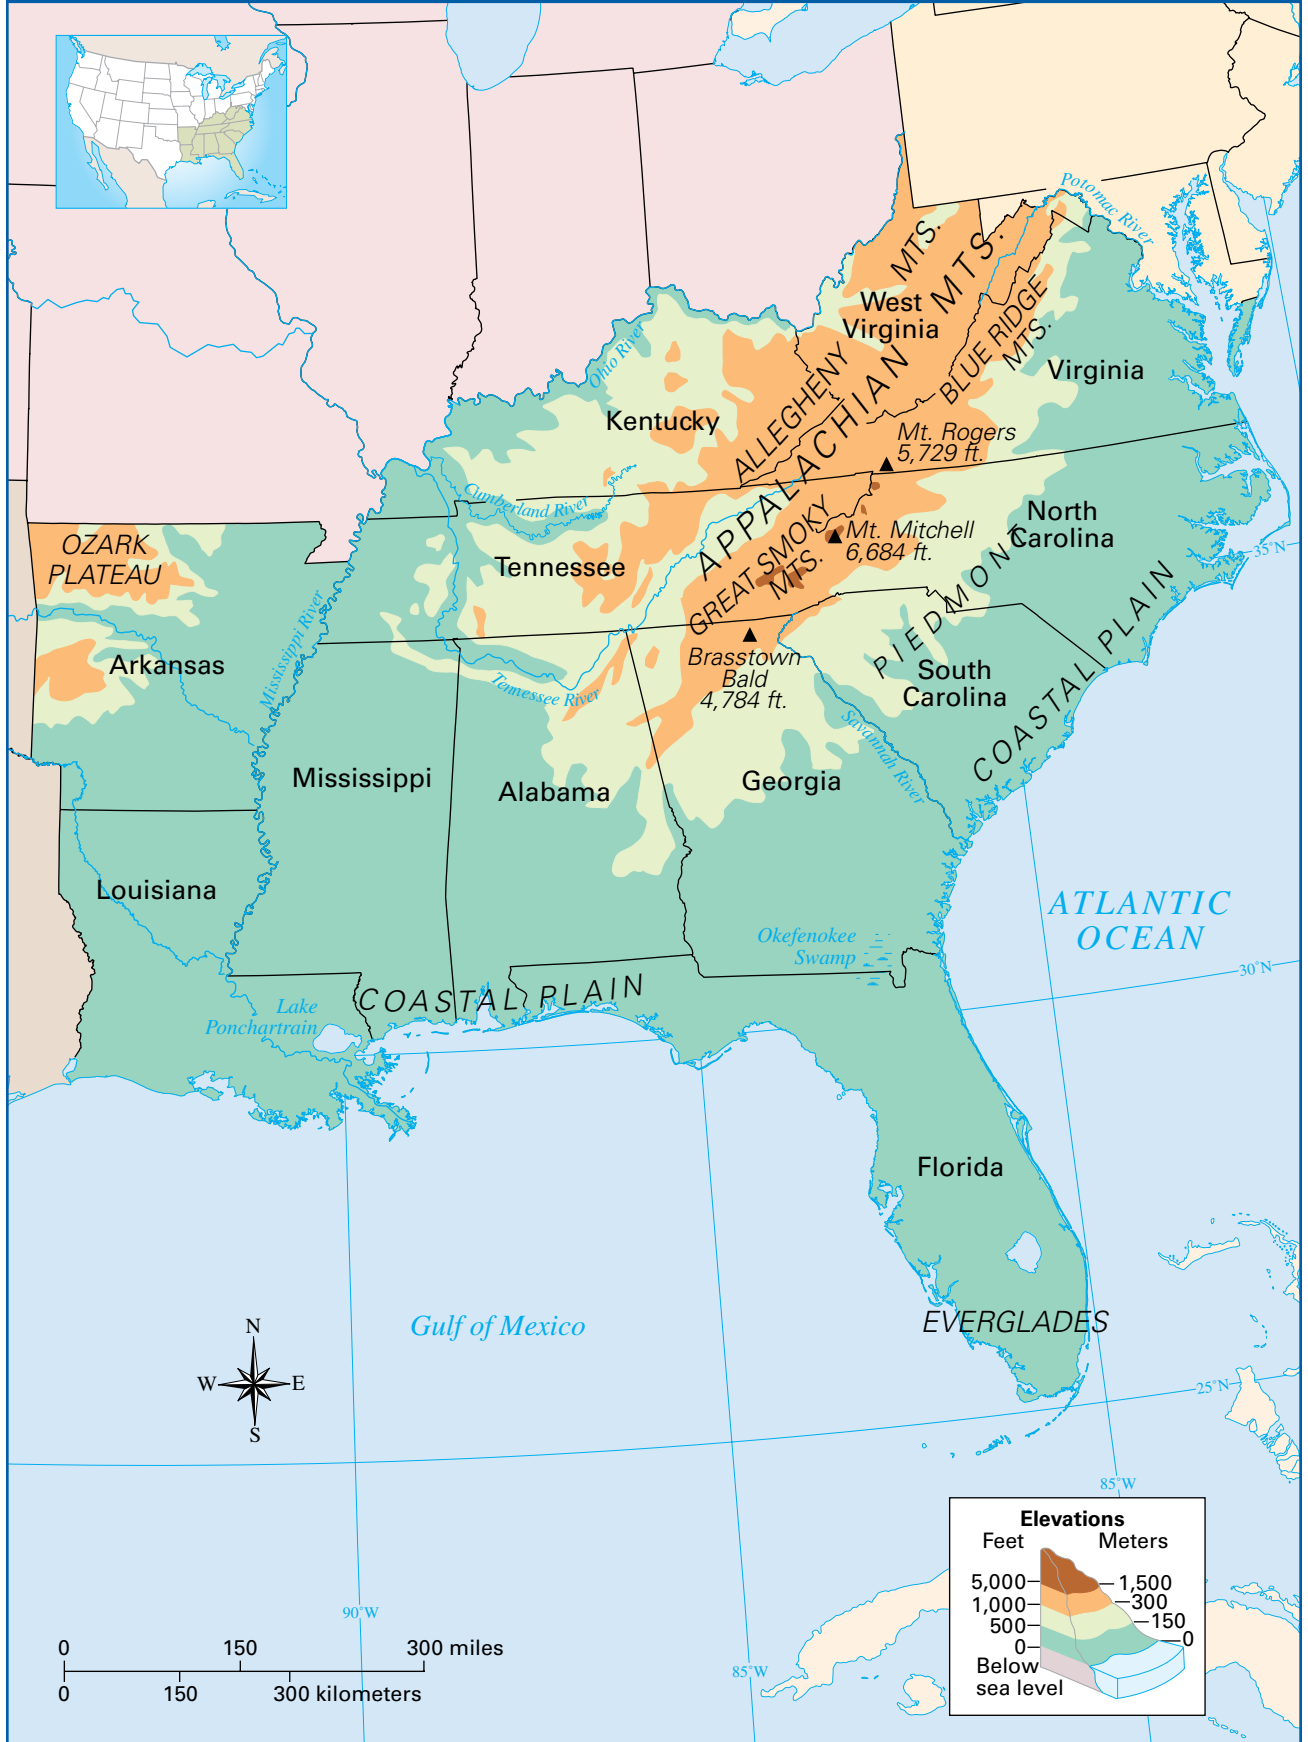 Potomac River
MTS.
MTS.
West
Virginia
BLUE RIDGE
MTS.
Virginia
Ohio River
ALLEGHENY
APPALACHIAN
Kentucky
Mt. Rogers
5,729 ft.
Cumberland River
North
Carolina
GREAT SMOKY
MTS.
Mt. Mitchell
6,684 ft.
OZARK
PLATEAU
Tennessee
35°N
PIEDMONT
COASTAL PLAIN
Mississippi River
Arkansas
Brasstown
Bald
4,784 ft.
South
Carolina
Tennessee River
Savannah River
Mississippi
Alabama
Georgia
Louisiana
ATLANTIC
OCEAN
Okefenokee
Swamp
30°N
COASTAL PLAIN
Lake
Ponchartrain
Florida
Gulf of Mexico
EVERGLADES
N
W
E
S
25°N
85°W
90°W
85°W
0 150 300 miles
0 150 300 kilometers
Elevations
Feet Meters
5,000 1,500
1,000 300
500 150
0 0
Below
sea level